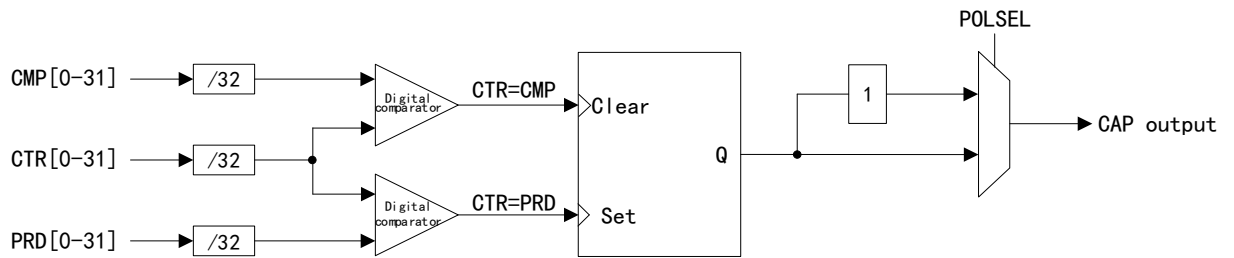 POLSEL
CMP[0-31]
/32
Digital
comparator
CTR=CMP
Clear
1
CAP output
CTR[0-31]
/32
Q
Digital
comparator
CTR=PRD
Set
PRD[0-31]
/32